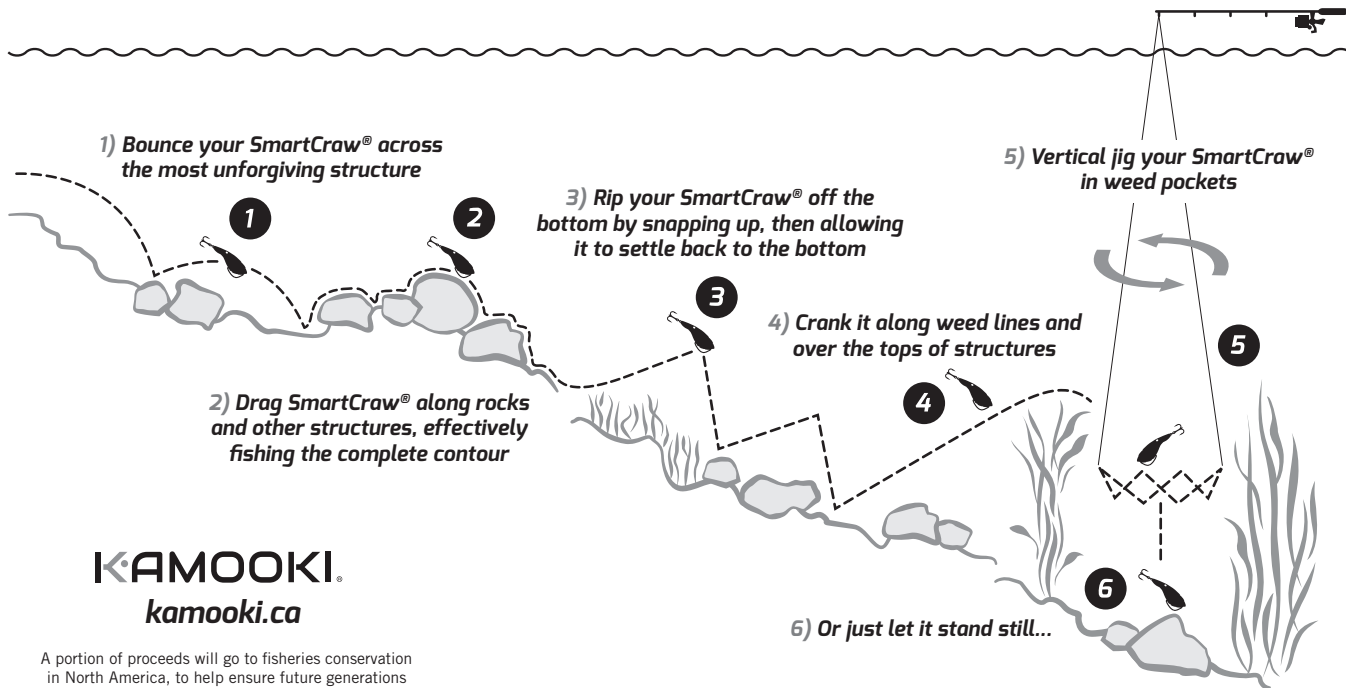 1) Bounce your SmartCraw® across
the most unforgiving structure
1
2
2) Drag SmartCraw® along rocks
and other structures, effectively
fishing the complete contour
3) Rip your SmartCraw® off the
bottom by snapping up, then allowing
it to settle back to the bottom
3
4) Crank it along weed lines and
over the tops of structures
4
5) Vertical jig your SmartCraw®
in weed pockets
5
6
6) Or just let it stand still...
KAMOOKI®
kamooki.ca
A portion of proceeds will go to fisheries conservation
in North America, to help ensure future generations